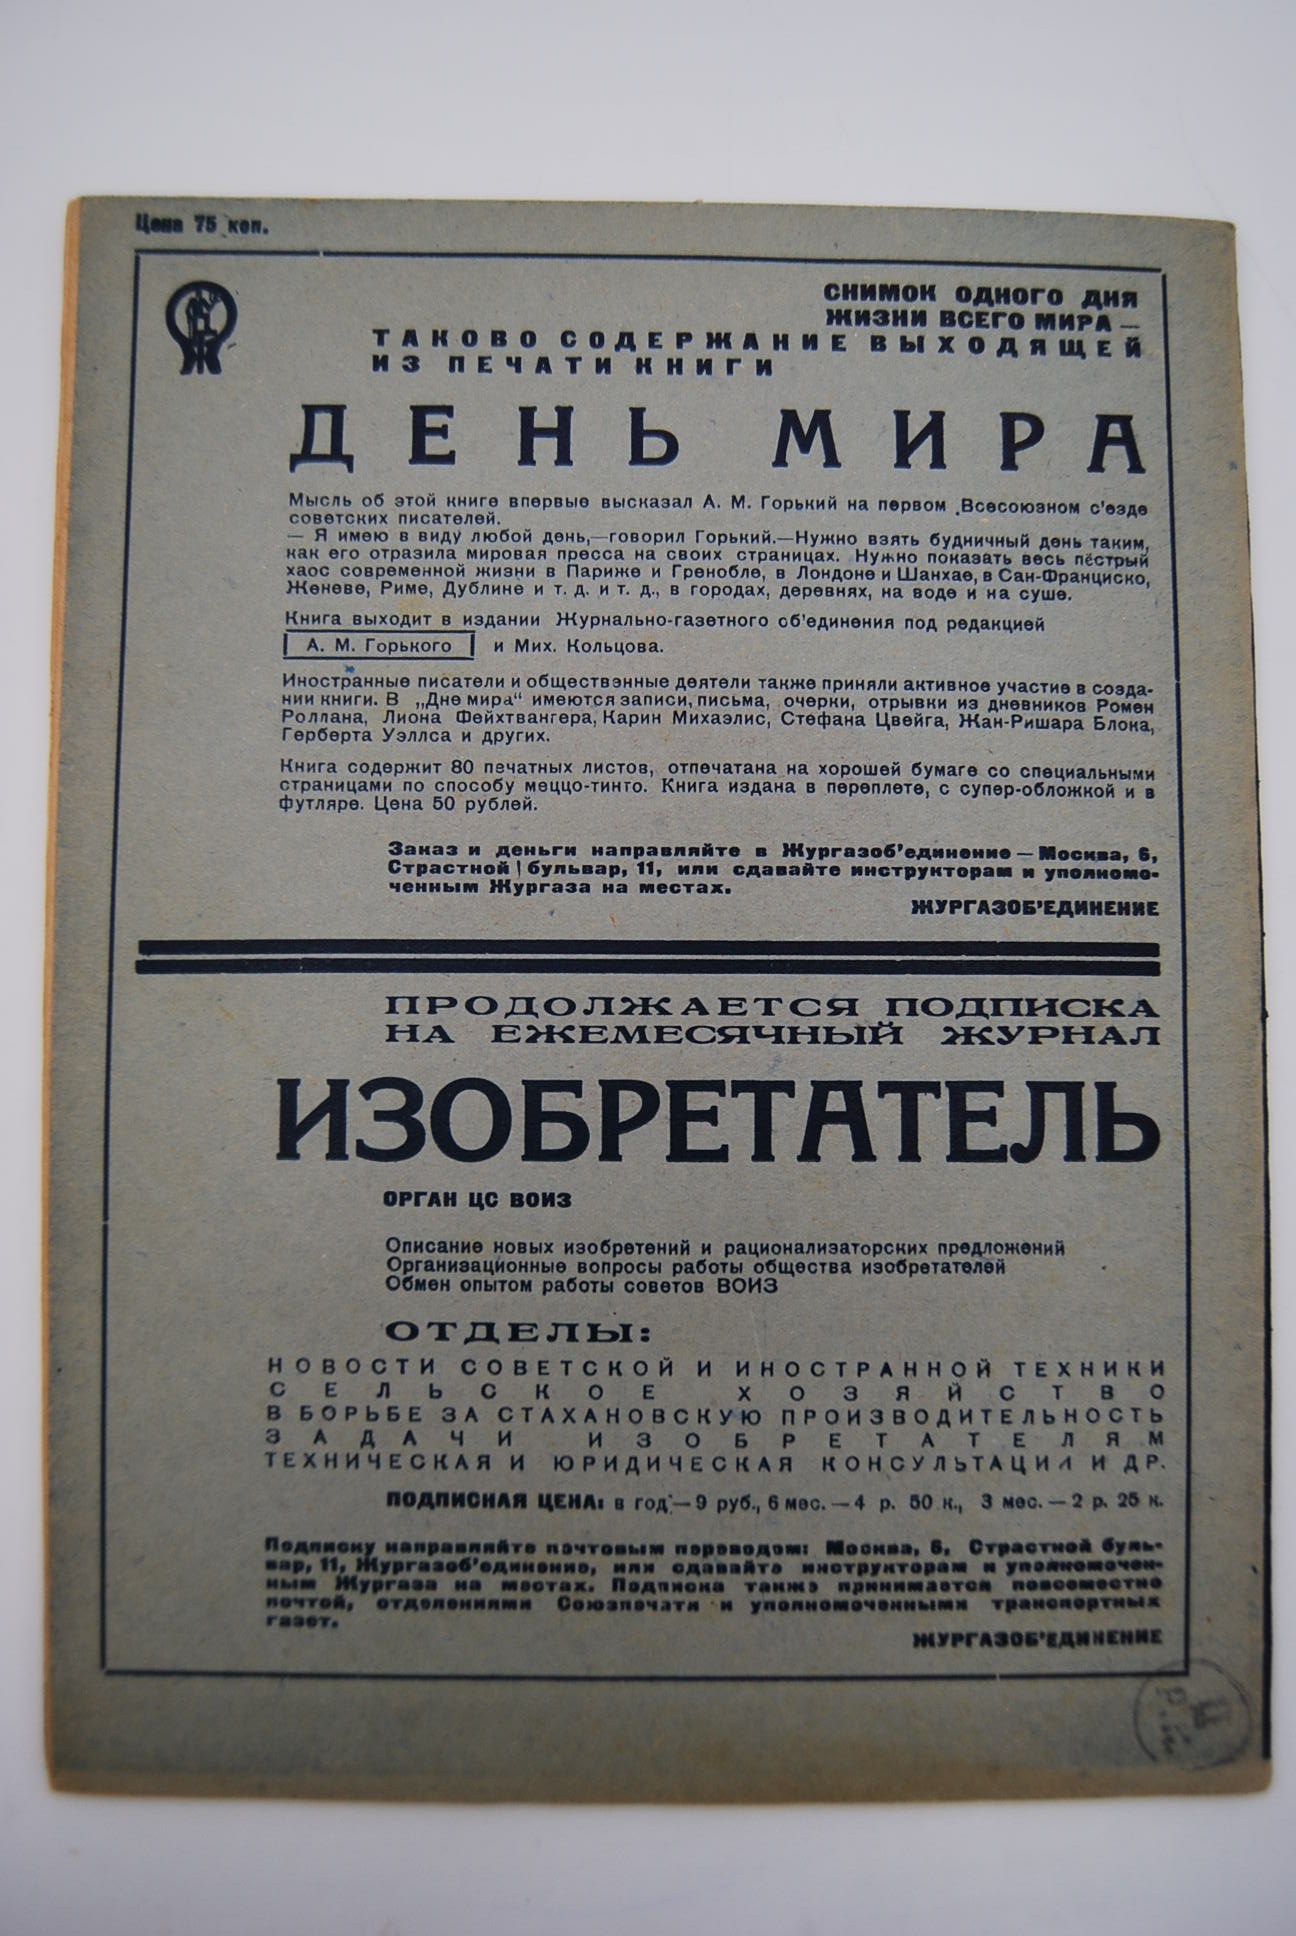 Цена 75 коп.
СНИМОК ОДНОГО ДНЯ
ЖИЗНИ ВСЕГО МИРА —
ТАКОВО СОДЕРЖАНИЕ ВЫХОДЯЩЕЙ
ИЗ ПЕЧАТИ КНИГИ
ДЕНЬ МИРА
Мысль об этой книге впервые высказал А. М. Горький на первом Всесоюзном с'езде
советских писателей.
— Я имею в виду любой день,—говорил Горький.—Нужно взять будничный день таким,
как его отразила мировая пресса на своих страницах. Нужно показать весь пёстрый
хаос современной жизни в Париже и Гренобле, в Лондоне и Шанхае, в Сан-Франциско,
Женеве, Риме, Дублине и т. д. и т. д., в городах, деревнях, на воде и на суше.
Книга выходит в издании Журнально-газетного об'единения под редакцией
А. М. Горького и Мих. Кольцова.
Иностранные писатели и общественные деятели также приняли активное участие в созда-
нии книги. В „Дне мира“ имеются записи, письма, очерки, отрывки из дневников Ромен
Роллана, Лиона Фейхтвангера, Карин Михаэлис, Стефана Цвейга, Жан-Ришара Блока,
Герберта Уэллса и других.
Книга содержит 80 печатных листов, отпечатана на хорошей бумаге со специальными
страницами по способу меццо-тинто. Книга издана в переплете, с супер-обложкой и в
футляре. Цена 50 рублей.
Заказ и деньги направляйте в Жургазоб'единение — Москва, 6,
Страстной бульвар, 11, или сдавайте инструкторам и уполномо-
ченным Жургаза на местах.
ЖУРГАЗОБ'ЕДИНЕНИЕ
ПРОДОЛЖАЕТСЯ ПОДПИСКА
НА ЕЖЕМЕСЯЧНЫЙ ЖУРНАЛ
ИЗОБРЕТАТЕЛЬ
ОРГАН ЦС ВОИЗ
Описание новых изобретений и рационализаторских предложений
Организационные вопросы работы общества изобретателей
Обмен опытом работы советов ВОИЗ
ОТДЕЛЫ:
НОВОСТИ СОВЕТСКОЙ И ИНОСТРАННОЙ ТЕХНИКИ
СЕЛЬСКОЕ ХОЗЯЙСТВО
В БОРЬБЕ ЗА СТАХАНОВСКУЮ ПРОИЗВОДИТЕЛЬНОСТЬ
ЗАДАЧИ ИЗОБРЕТАТЕЛЯМ
ТЕХНИЧЕСКАЯ И ЮРИДИЧЕСКАЯ КОНСУЛЬТАЦИИ И ДР.
ПОДПИСНАЯ ЦЕНА: в год—9 руб., 6 мес.—4 р. 50 к., 3 мес.—2 р. 25 к.
Подписку направляйте почтовым переводом: Москва, 6, Страстной буль-
вар, 11, Жургазоб'единение, или сдавайте инструкторам и уполномочен-
ным Жургаза на местах. Подписка также принимается повсеместно
почтой, отделениями Союзпечати и уполномоченными транспортных
газет.
ЖУРГАЗОБ'ЕДИНЕНИЕ